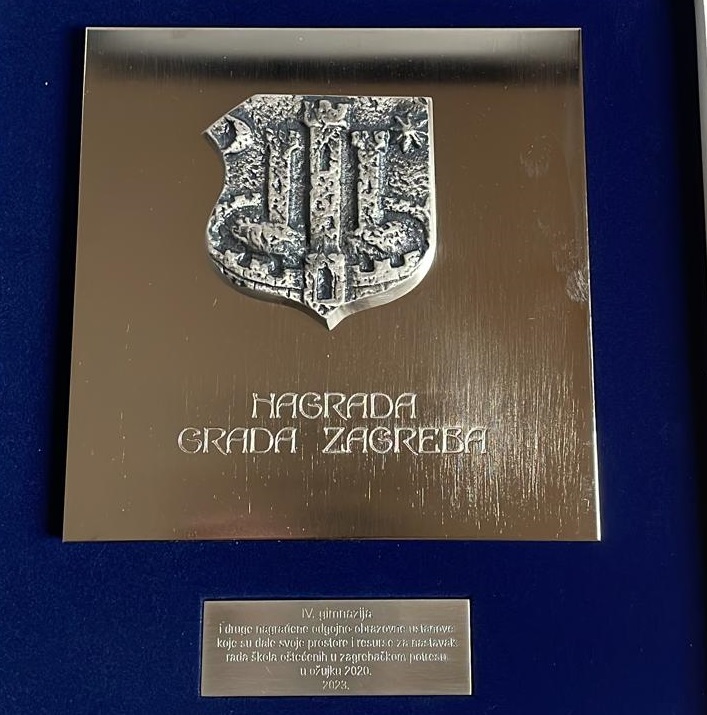 NAGRADA
GRADA ZAGREBA
IV. gimnazija
i druge nagrađene odgojno obrazovne ustanove
koje su dale svoje prostore i resurse za nastavak
rada škola oštećenih u zagrebačkom potresu
u ožujku 2020.
2023.